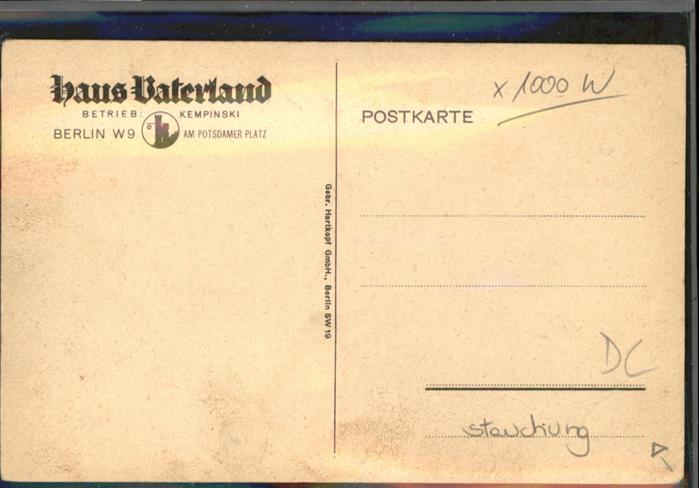 Haus Vaterland
BETRIEB: KEMPINSKI
BERLIN W9 AM POTSDAMER PLATZ
Gebr. Hartkopf GmbH., Berlin SW 19
x 1000 W
POSTKARTE
DC
stauchung